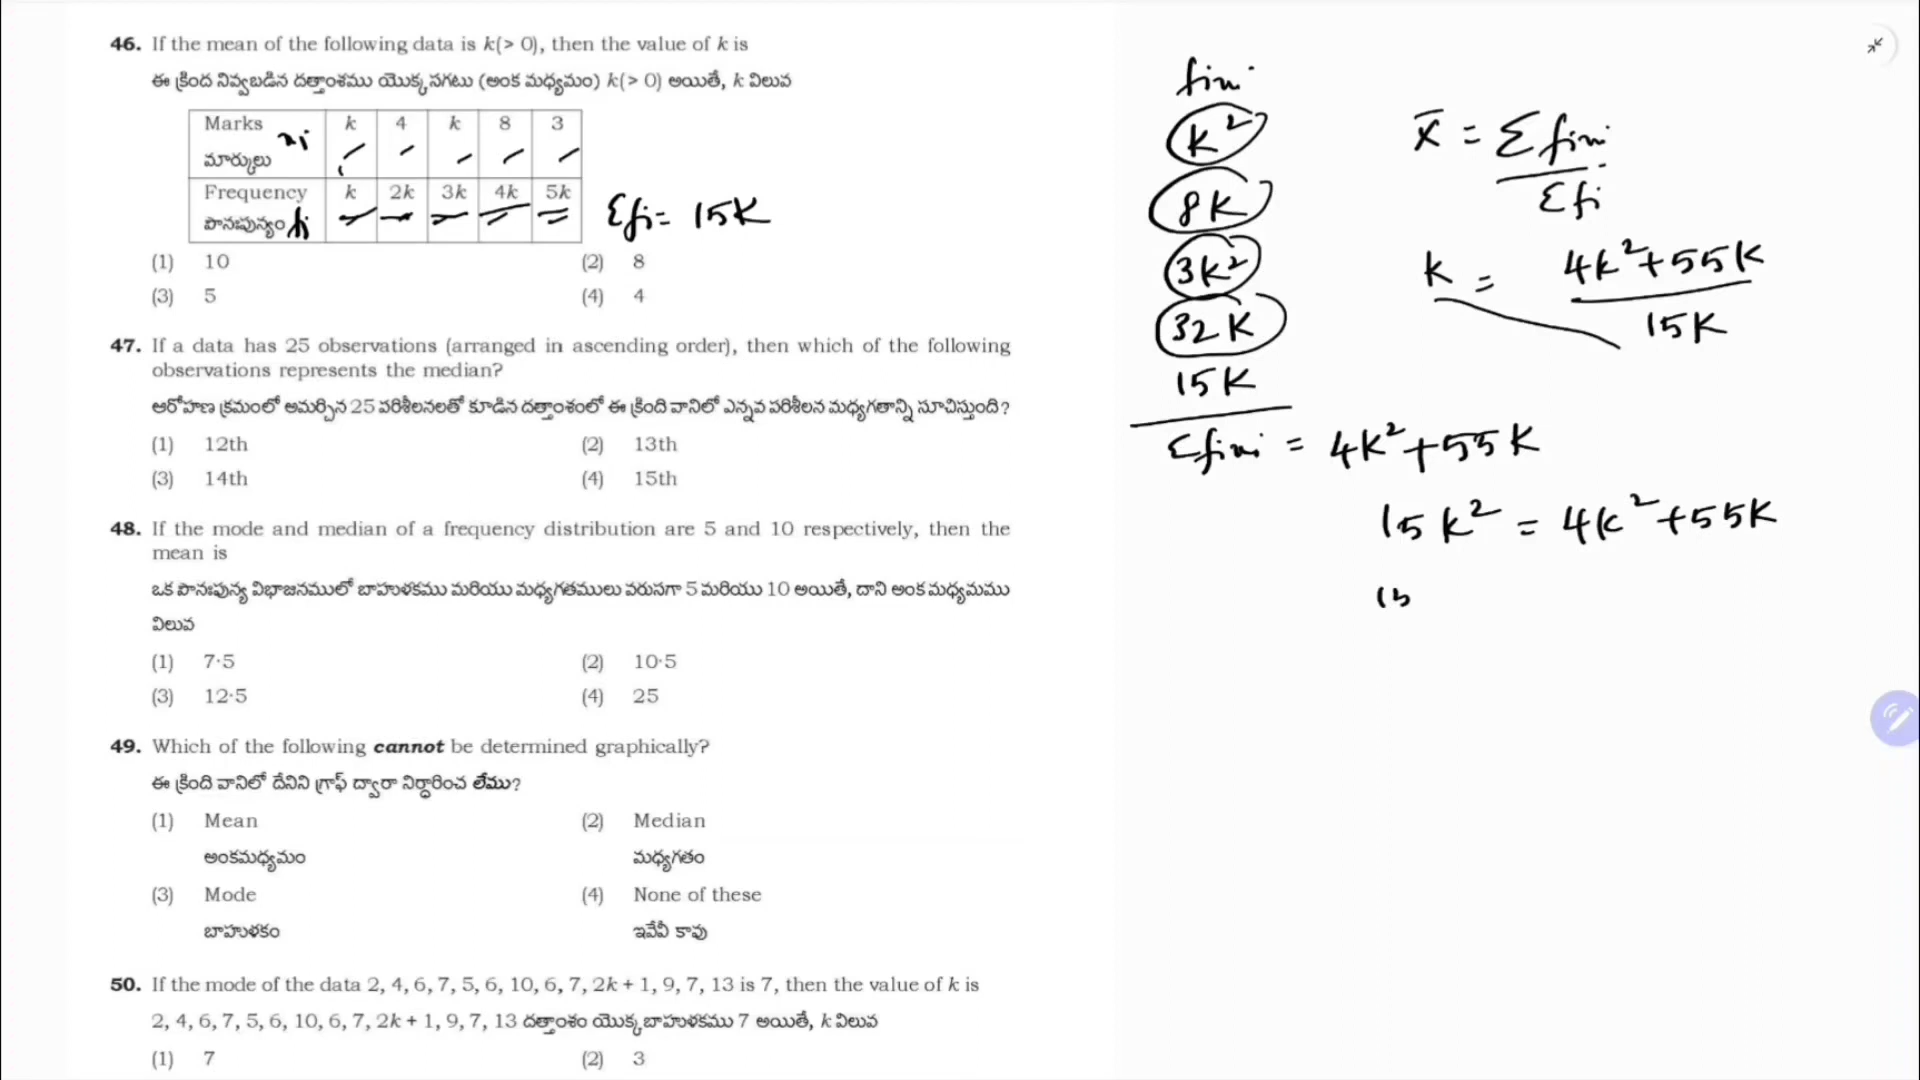 46. If the mean of the following data is k(> 0), then the value of k is
ఈ క్రింద నివ్వబడిన దత్తాంశము యొక్క సగటు (అంక మధ్యమం) k(> 0) అయితే, k విలువ
Marks xi k 4 k 8 3
మార్కులు
Frequency k 2k 3k 4k 5k
పౌనఃపున్యం fi
Σfi = 15K
(1) 10 (2) 8
(3) 5 (4) 4
47. If a data has 25 observations (arranged in ascending order), then which of the following
observations represents the median?
ఆరోహణ క్రమంలో అమర్చిన 25 పరిశీలనలతో కూడిన దత్తాంశంలో ఈ క్రింది వానిలో ఎన్నవ పరిశీలన మధ్యగతాన్ని సూచిస్తుంది?
(1) 12th (2) 13th
(3) 14th (4) 15th
48. If the mode and median of a frequency distribution are 5 and 10 respectively, then the
mean is
ఒక పౌనఃపున్య విభాజనములో బాహుళకము మరియు మధ్యగతములు వరుసగా 5 మరియు 10 అయితే, దాని అంకమధ్యమము
విలువ
(1) 7·5 (2) 10·5
(3) 12·5 (4) 25
49. Which of the following cannot be determined graphically?
ఈ క్రింది వానిలో దేనిని గ్రాఫ్ ద్వారా నిర్ధారించ లేము?
(1) Mean (2) Median
అంకమధ్యమం మధ్యగతం
(3) Mode (4) None of these
బాహుళకం ఇవేవీ కావు
50. If the mode of the data 2, 4, 6, 7, 5, 6, 10, 6, 7, 2k + 1, 9, 7, 13 is 7, then the value of k is
2, 4, 6, 7, 5, 6, 10, 6, 7, 2k + 1, 9, 7, 13 దత్తాంశం యొక్క బాహుళకము 7 అయితే, k విలువ
(1) 7 (2) 3
fixi
k²
8K
3k²
32K
15K
Σfixi = 4k²+55K
x̄ = Σfixi / Σfi
k = 4k²+55K / 15K
15k² = 4k²+55K
15